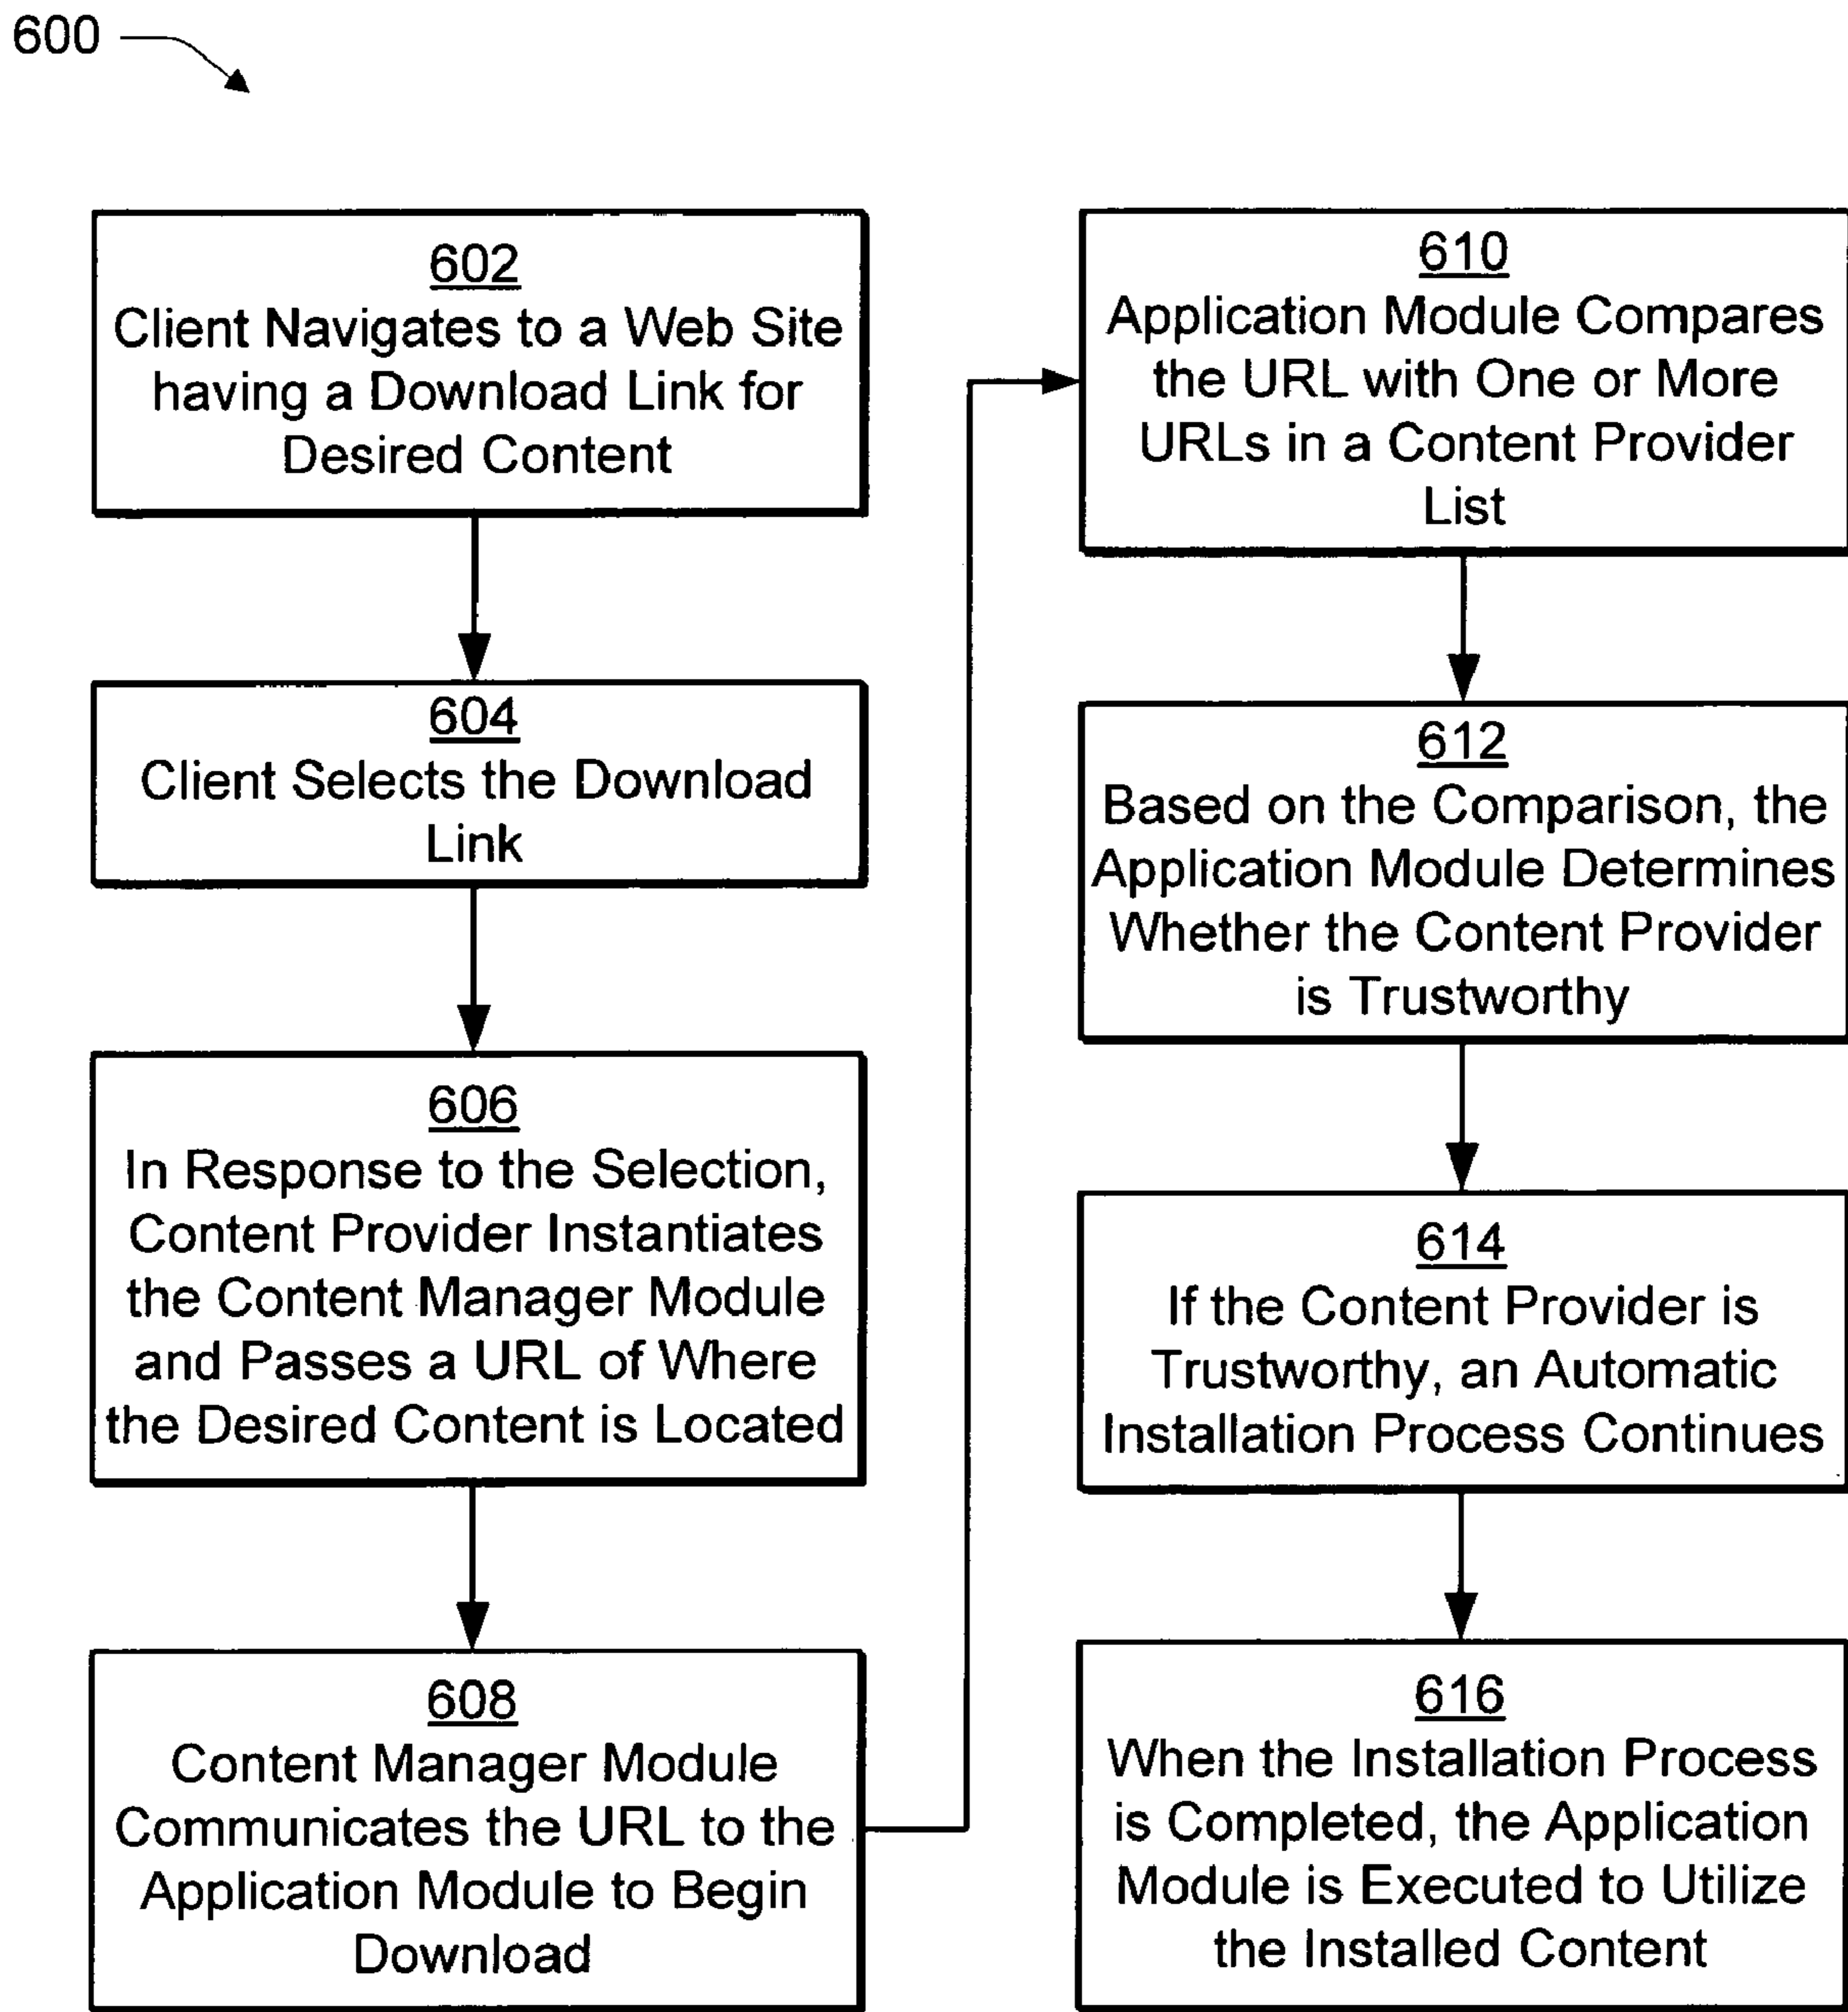 600
602
Client Navigates to a Web Site
having a Download Link for
Desired Content
604
Client Selects the Download
Link
606
In Response to the Selection,
Content Provider Instantiates
the Content Manager Module
and Passes a URL of Where
the Desired Content is Located
608
Content Manager Module
Communicates the URL to the
Application Module to Begin
Download
610
Application Module Compares
the URL with One or More
URLs in a Content Provider
List
612
Based on the Comparison, the
Application Module Determines
Whether the Content Provider
is Trustworthy
614
If the Content Provider is
Trustworthy, an Automatic
Installation Process Continues
616
When the Installation Process
is Completed, the Application
Module is Executed to Utilize
the Installed Content